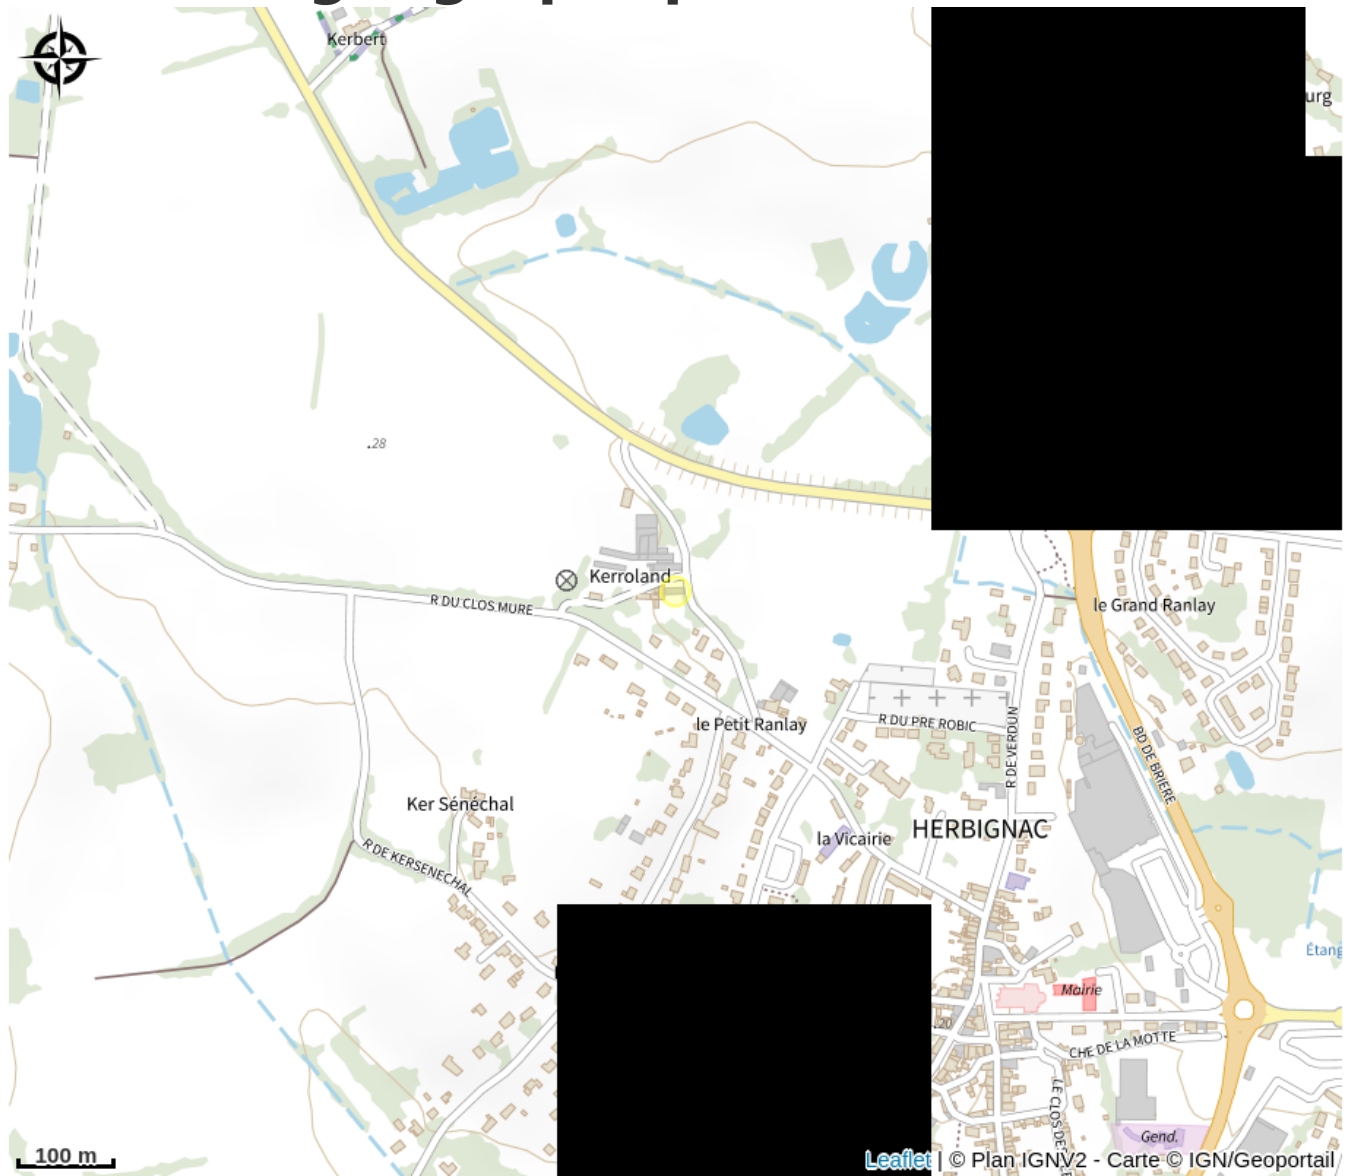 Kerbert
urg
.28
Kerroland
R DU CLOS MURE
le Grand Ranlay
le Petit Ranlay
R DU PRE ROBIC
R DE VERDUN
BD DE BRIERE
Ker Sénéchal
la Vicairie
HERBIGNAC
R DE KERSENECHAL
Étang
Mairie
.20
CHE DE LA MOTTE
LE CLOS DE
Gend.
100 m
Leaflet | © Plan IGNV2 - Carte © IGN/Geoportail